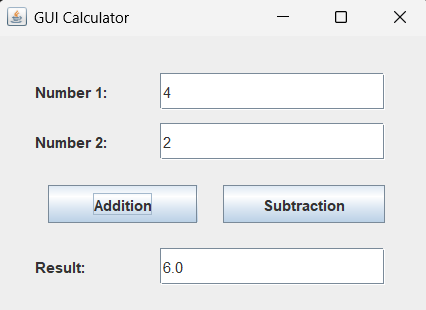 GUI Calculator
Number 1: 4
Number 2: 2
Addition Subtraction
Result: 6.0